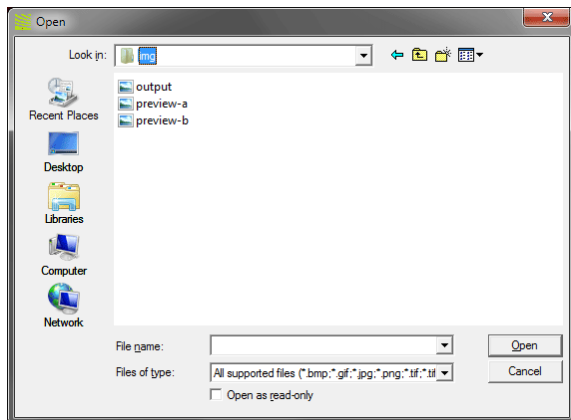 Open
Look in:
img
output
preview-a
preview-b
Recent Places
Desktop
Libraries
Computer
Network
File name:
Open
Files of type:
All supported files (*.bmp;*.gif;*.jpg;*.png;*.tif;*.tif
Cancel
Open as read-only